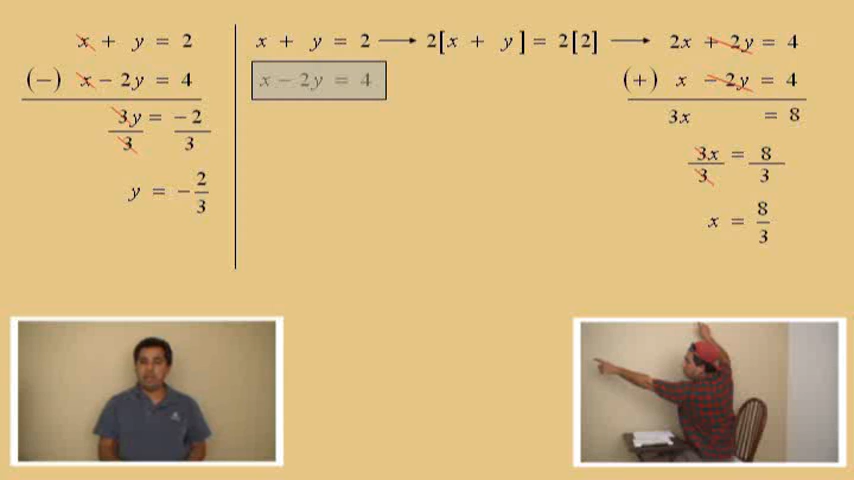 x + y = 2
(−) x − 2y = 4
3y/3 = −2/3
y = −2/3
x + y = 2 → 2[x + y] = 2[2] → 2x + 2y = 4
x − 2y = 4
(+) x − 2y = 4
3x = 8
3x/3 = 8/3
x = 8/3